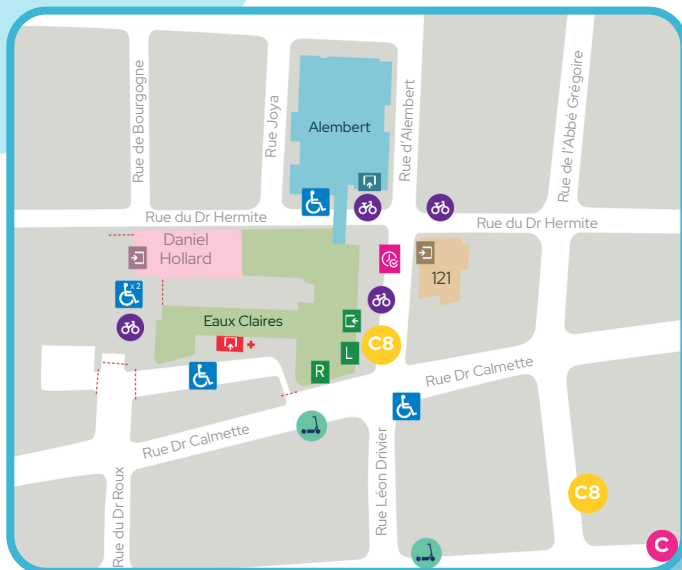 Rue de Bourgogne
Rue Joya
Alembert
Rue d'Alembert
Rue de l'Abbé Grégoire
Rue du Dr Hermite
Rue du Dr Hermite
Daniel
Hollard
121
x 2
Eaux Claires
+
L
C8
R
Rue Dr Calmette
Rue Dr Calmette
Rue Léon Drivier
Rue du Dr Roux
C8
C